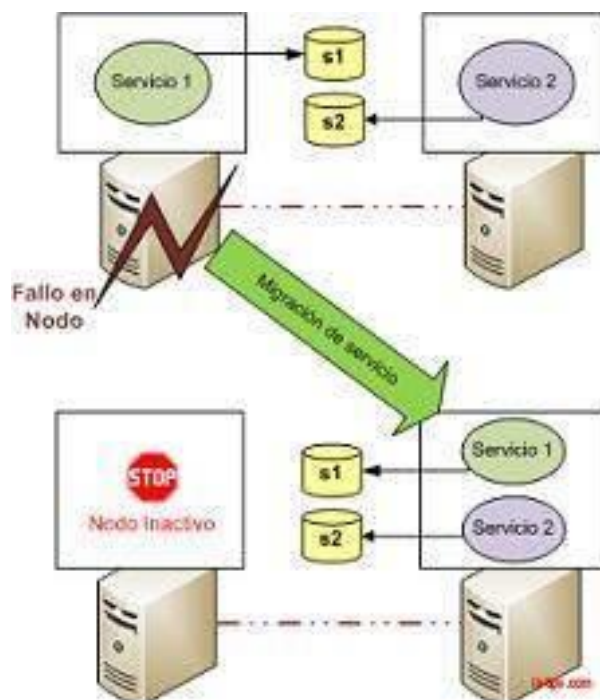 Servicio 1
s1
Servicio 2
s2
Fallo en
Nodo
Migración de servicio
STOP
Nodo Inactivo
s1
Servicio 1
s2
Servicio 2